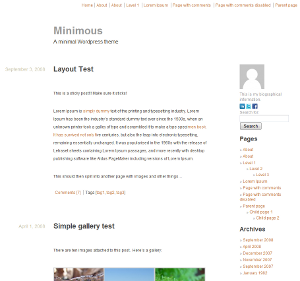 Home | About | About | Level 1 | Lorem Ipsum | Page with comments | Page with comments disabled | Parent page
Minimous
A minimal Wordpress theme
September 3, 2008
Layout Test
This is a sticky post!! Make sure it sticks!
Lorem Ipsum is simply dummy text of the printing and typesetting industry. Lorem
Ipsum has been the industry's standard dummy text ever since the 1500s, when an
unknown printer took a galley of type and scrambled it to make a type specimen book.
It has survived not only five centuries, but also the leap into electronic typesetting,
remaining essentially unchanged. It was popularised in the 1960s with the release of
Letraset sheets containing Lorem Ipsum passages, and more recently with desktop
publishing software like Aldus PageMaker including versions of Lorem Ipsum.
This should then split into another page with images and other things ...
Comments (1) | Tags: tag1, tag2, tag3
April 1, 2008
Simple gallery test
There are ten images attached to this post. Here's a gallery:
Search
Pages
About
About
Level 1
Level 2
Level 3
Lorem Ipsum
Page with comments
Page with comments
disabled
Parent page
Child page 1
Child page 2
Archives
September 2008
April 2008
December 2007
November 2007
September 2007
January 1983